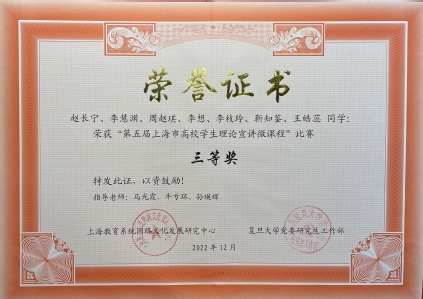 荣誉证书
赵长宁、李慧渊、周赵琪、李想、李枝玲、靳知鉴、王皓蕊 同学:
荣获“第五届上海市高校学生理论宣讲微课程”比赛
三等奖
特发此证,以资鼓励!
指导老师:马允霞、牛芳环、孙瑛辉
上海教育系统网络文化发展研究中心 复旦大学党委研究生工作部
2022年12月